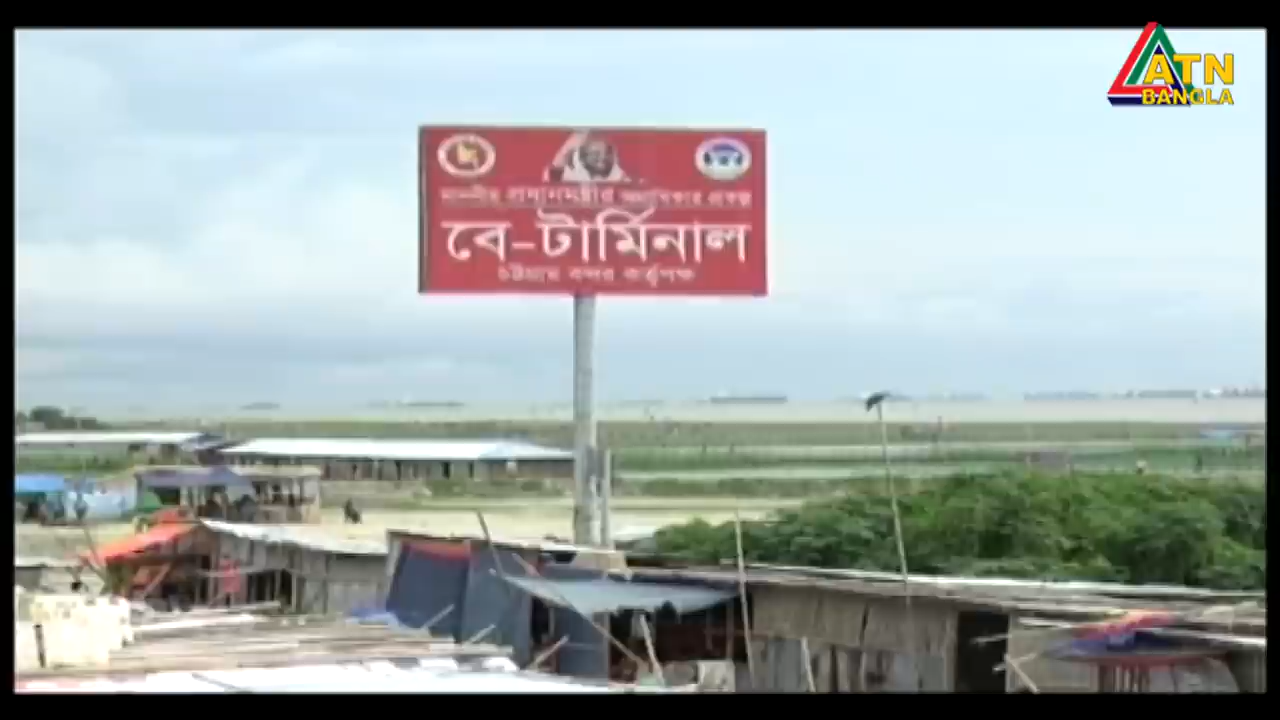 ATN
BANGLA
মাননীয় প্রধানমন্ত্রীর অগ্রাধিকার প্রকল্প
বে-টার্মিনাল
চট্টগ্রাম বন্দর কর্তৃপক্ষ